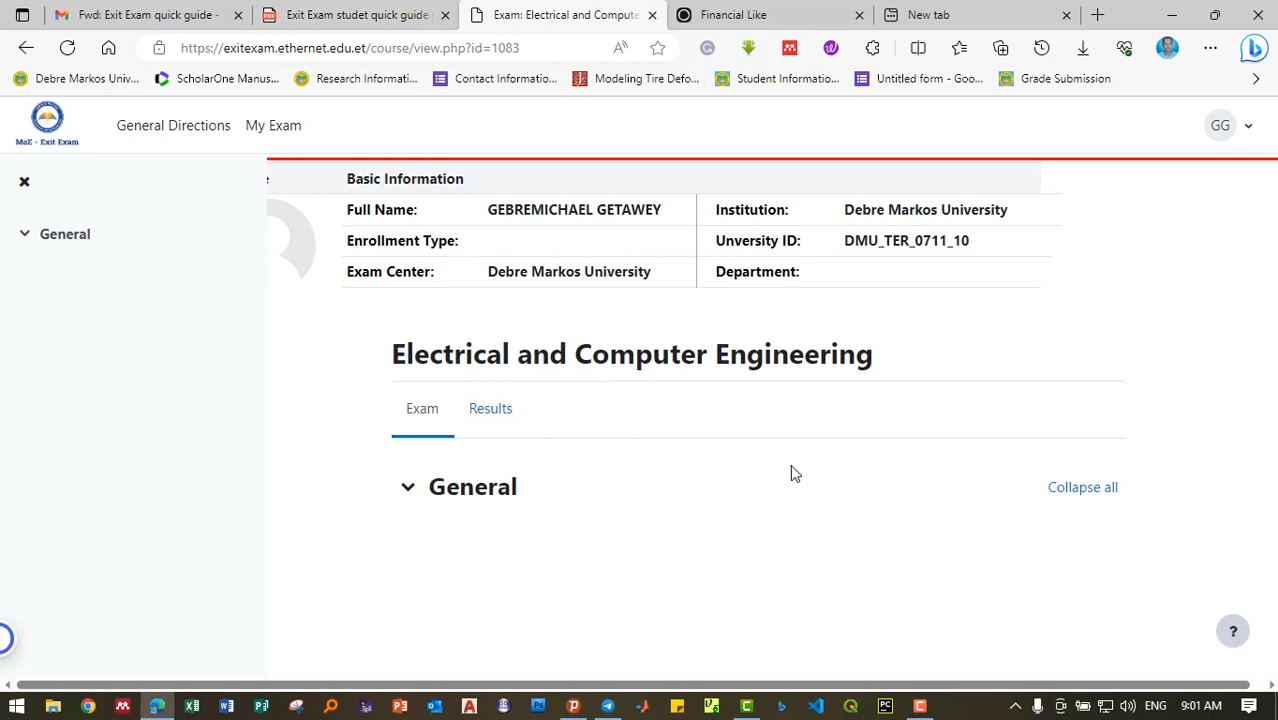 Fwd: Exit Exam quick guide -
Exit Exam studet quick guide.
Exam: Electrical and Compute
Financial Like
New tab
https://exitexam.ethernet.edu.et/course/view.php?id=1083
Debre Markos Univ...
ScholarOne Manus...
Research Informati...
Contact Informatio...
Modeling Tire Defo...
Student Informatio...
Untitled form - Goo...
Grade Submission
MoE - Exit Exam
General Directions
My Exam
GG
General
Basic Information
Full Name: GEBREMICHAEL GETAWEY Institution: Debre Markos University
Enrollment Type: Unversity ID: DMU_TER_0711_10
Exam Center: Debre Markos University Department:
Electrical and Computer Engineering
Exam Results
General
Collapse all
?
ENG
9:01 AM